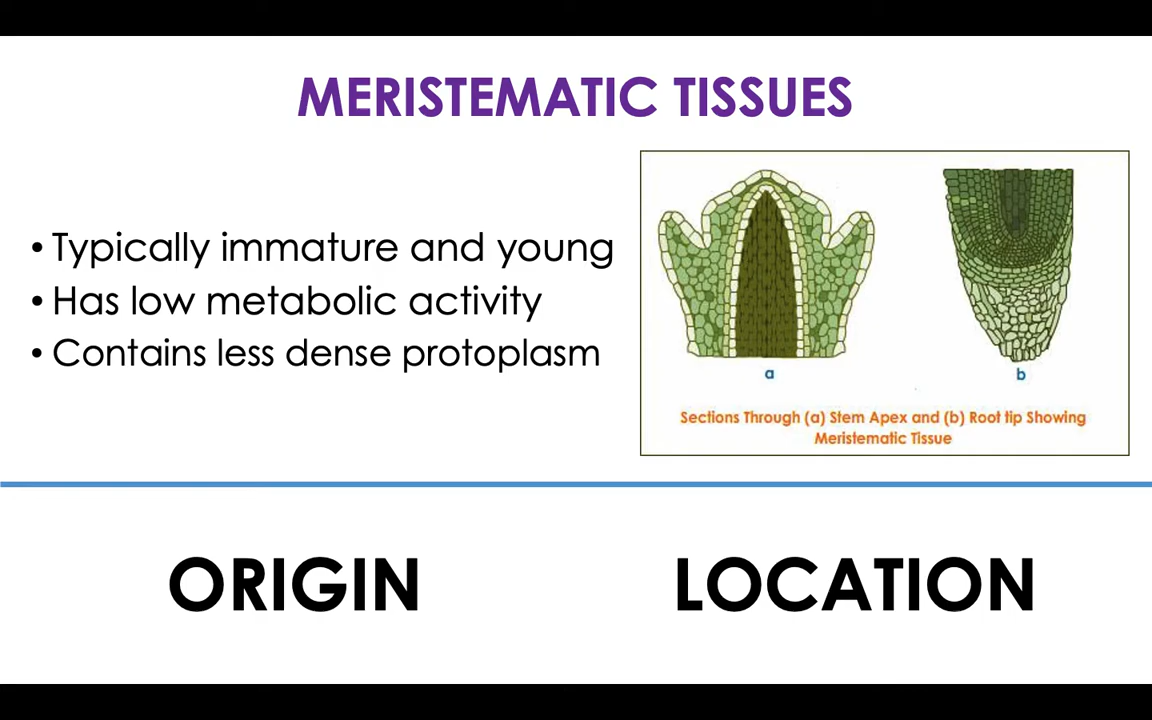 MERISTEMATIC TISSUES
• Typically immature and young
• Has low metabolic activity
• Contains less dense protoplasm
a
b
Sections Through (a) Stem Apex and (b) Root tip Showing
Meristematic Tissue
ORIGIN
LOCATION